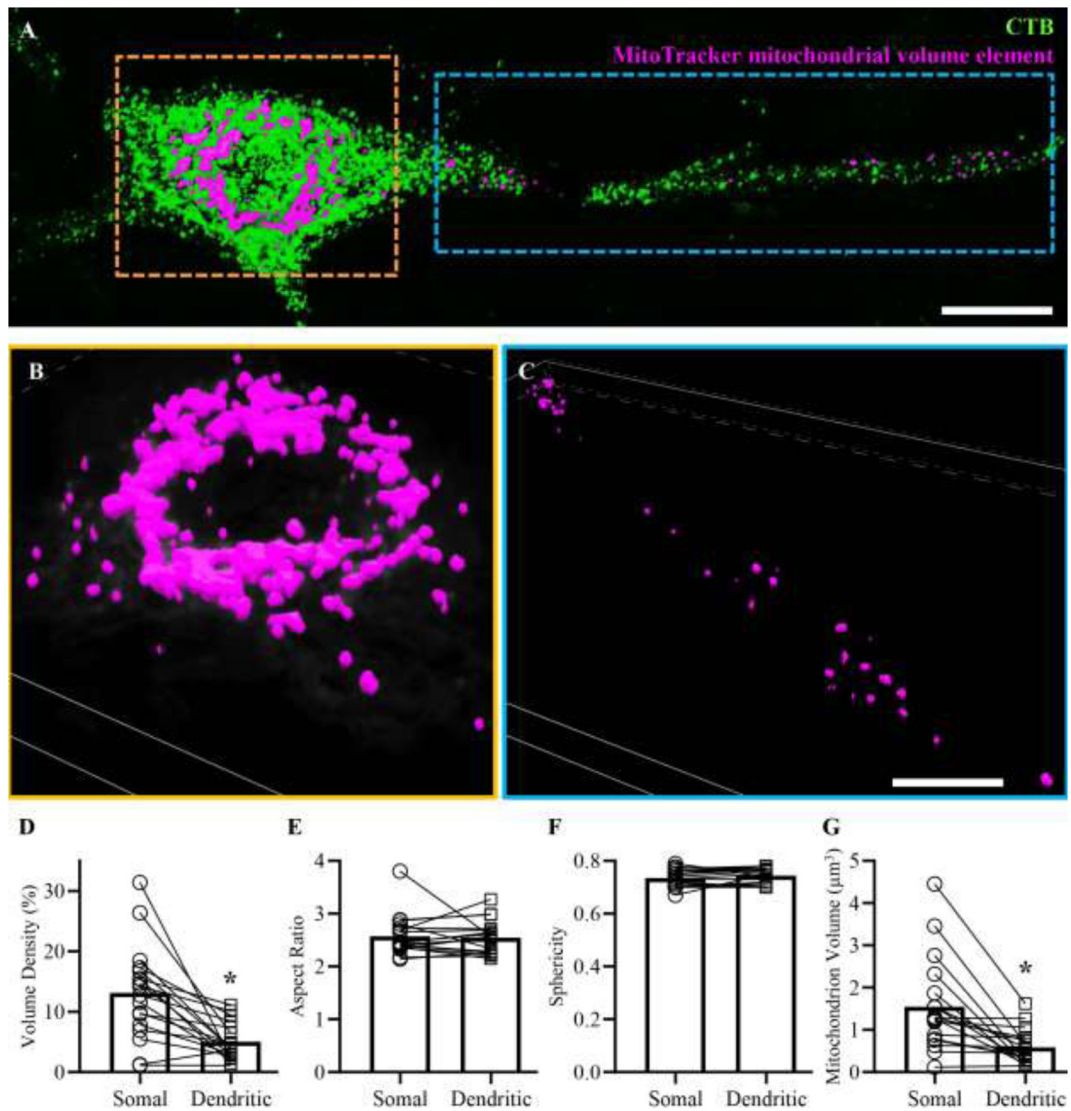 A
CTB
MitoTracker mitochondrial volume element
B
C
D
E
F
G
Volume Density (%)
30
20
10
0
*
Somal
Dendritic
Aspect Ratio
4
3
2
1
0
Somal
Dendritic
Sphericity
0.8
0.6
0.4
0.2
0.0
Somal
Dendritic
Mitochondrion Volume (μm³)
5
4
3
2
1
0
*
Somal
Dendritic